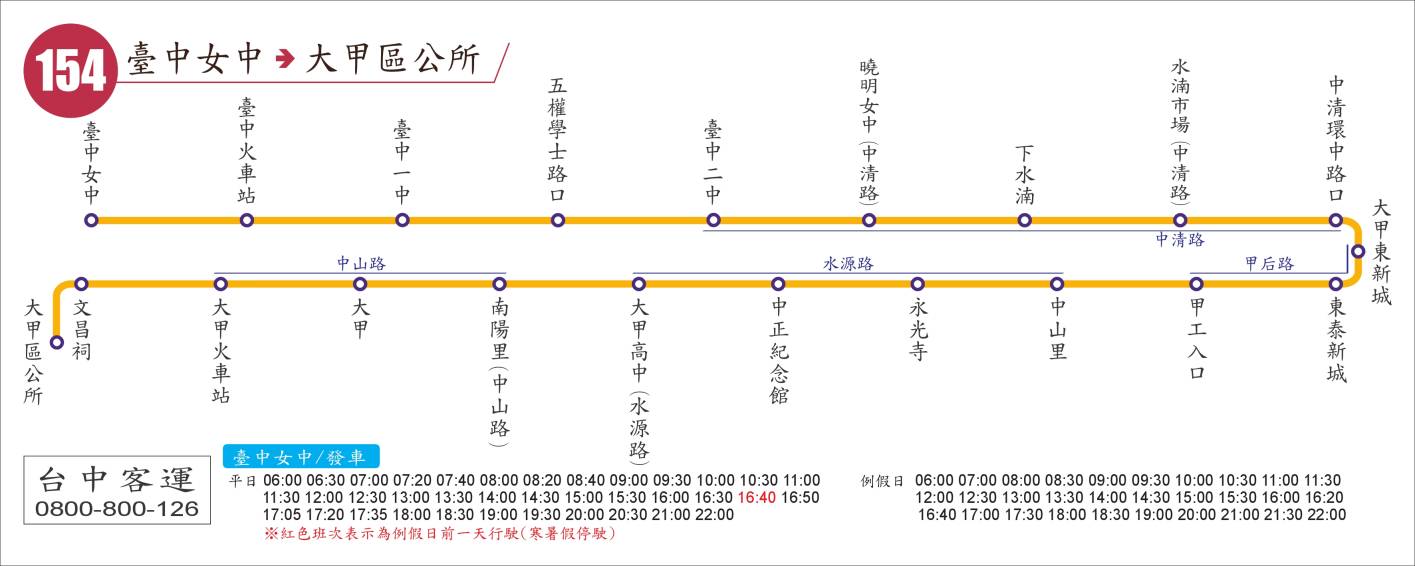 154
臺中女中➔大甲區公所
臺中女中
臺中火車站
臺中一中
五權學士路口
臺中二中
曉明女中(中清路)
下水湳
水湳市場(中清路)
中清環中路口
大甲東新城
中清路
中山路
水源路
甲后路
大甲區公所
文昌祠
大甲火車站
大甲
南陽里(中山路)
大甲高中(水源路)
中正紀念館
永光寺
中山里
甲工入口
東泰新城
台中客運
0800-800-126
臺中女中/發車
平日 06:00 06:30 07:00 07:20 07:40 08:00 08:20 08:40 09:00 09:30 10:00 10:30 11:00
11:30 12:00 12:30 13:00 13:30 14:00 14:30 15:00 15:30 16:00 16:30 16:40 16:50
17:05 17:20 17:35 18:00 18:30 19:00 19:30 20:00 20:30 21:00 22:00
※紅色班次表示為例假日前一天行駛(寒暑假停駛)
例假日 06:00 07:00 08:00 08:30 09:00 09:30 10:00 10:30 11:00 11:30
12:00 12:30 13:00 13:30 14:00 14:30 15:00 15:30 16:00 16:20
16:40 17:00 17:30 18:00 18:30 19:00 20:00 21:00 21:30 22:00